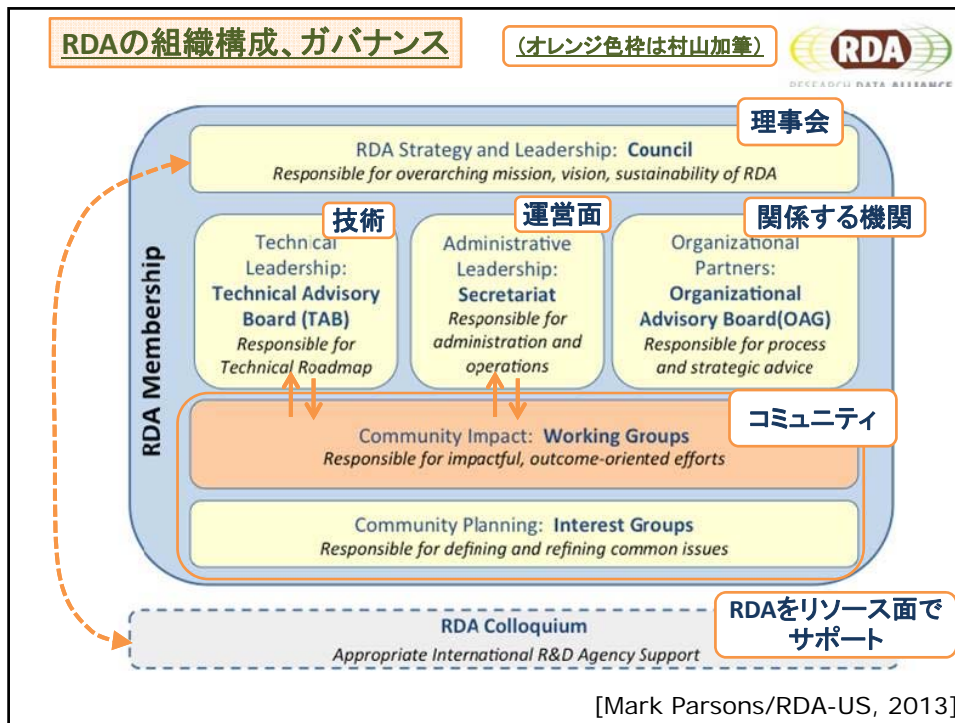 RDAの組織構成、ガバナンス
(オレンジ色枠は村山加筆)
RDA
RESEARCH DATA ALLIANCE
理事会
RDA Strategy and Leadership: Council
Responsible for overarching mission, vision, sustainability of RDA
RDA Membership
技術
Technical
Leadership:
Technical Advisory
Board (TAB)
Responsible for
Technical Roadmap
運営面
Administrative
Leadership:
Secretariat
Responsible for
administration and
operations
関係する機関
Organizational
Partners:
Organizational
Advisory Board(OAG)
Responsible for process
and strategic advice
コミュニティ
Community Impact: Working Groups
Responsible for impactful, outcome-oriented efforts
Community Planning: Interest Groups
Responsible for defining and refining common issues
RDAをリソース面で
サポート
RDA Colloquium
Appropriate International R&D Agency Support
[Mark Parsons/RDA-US, 2013]